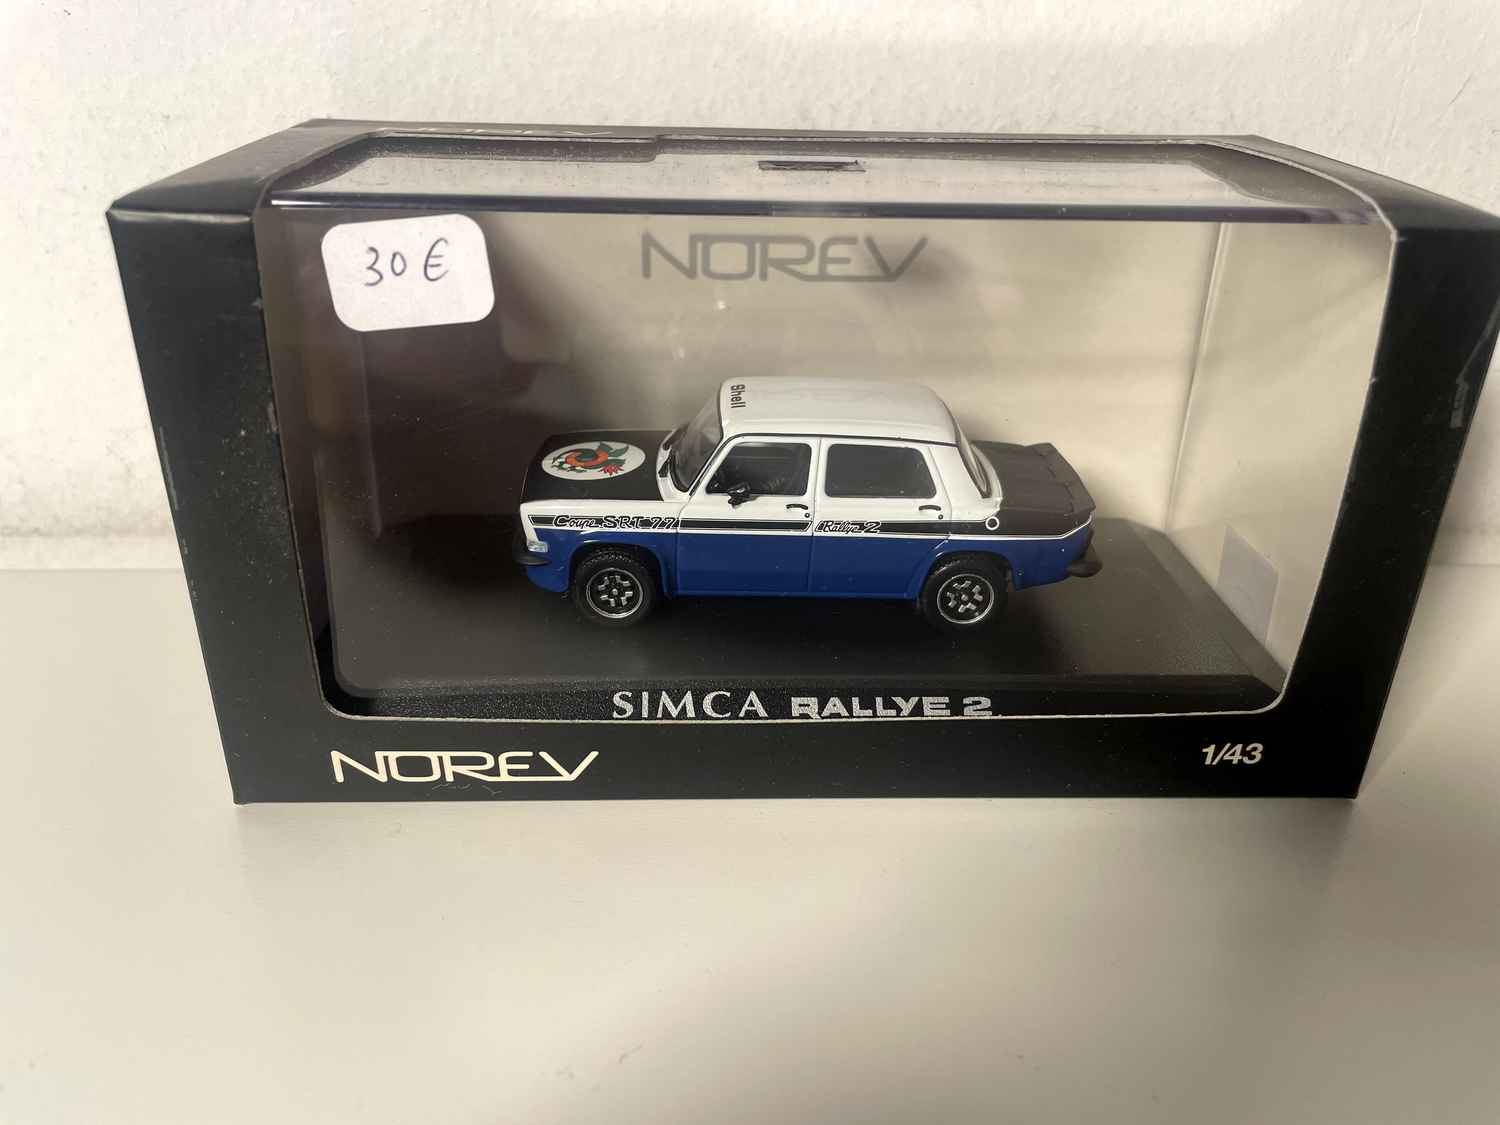 30 €
NOREV
Shell
Coupe SRT 77
Rallye 2
SIMCA RALLYE 2
NOREV
1/43